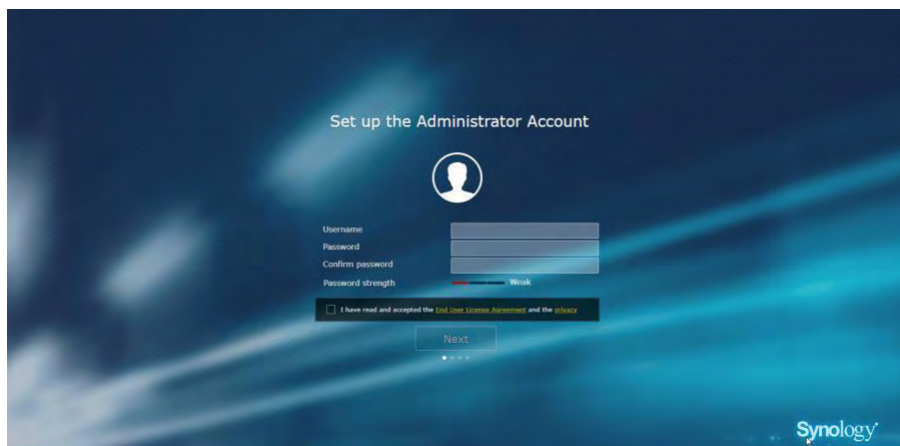 Set up the Administrator Account
Username
Password
Confirm password
Password strength Weak
I have read and accepted the End User License Agreement and the privacy
Next
Synology